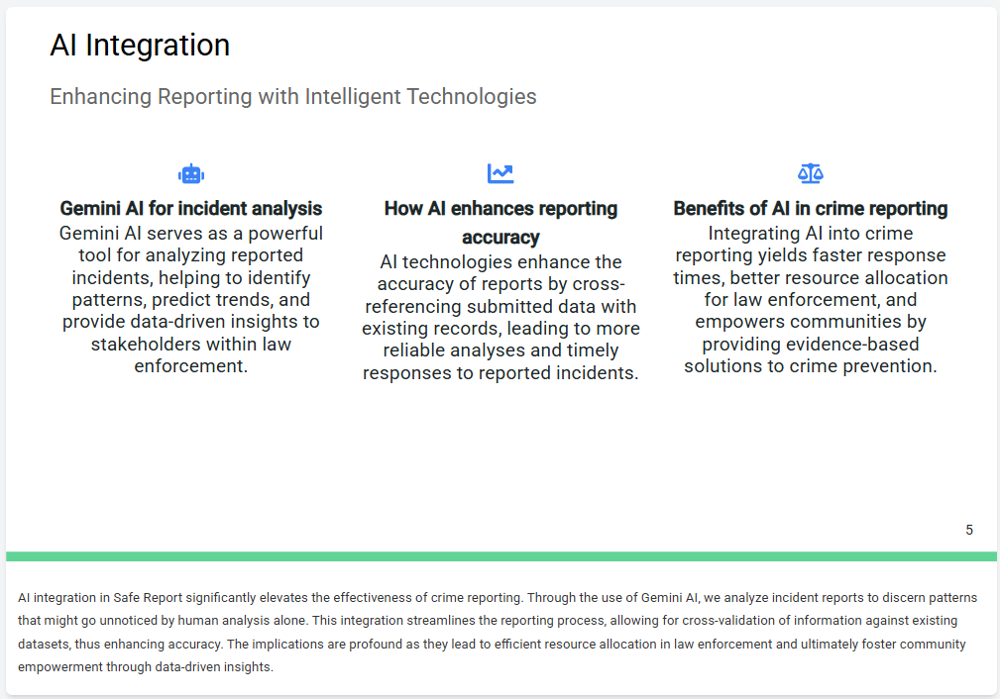 AI Integration
Enhancing Reporting with Intelligent Technologies
Gemini AI for incident analysis
Gemini AI serves as a powerful
tool for analyzing reported
incidents, helping to identify
patterns, predict trends, and
provide data-driven insights to
stakeholders within law
enforcement.
How AI enhances reporting
accuracy
AI technologies enhance the
accuracy of reports by cross-
referencing submitted data with
existing records, leading to more
reliable analyses and timely
responses to reported incidents.
Benefits of AI in crime reporting
Integrating AI into crime
reporting yields faster response
times, better resource allocation
for law enforcement, and
empowers communities by
providing evidence-based
solutions to crime prevention.
5
AI integration in Safe Report significantly elevates the effectiveness of crime reporting. Through the use of Gemini AI, we analyze incident reports to discern patterns
that might go unnoticed by human analysis alone. This integration streamlines the reporting process, allowing for cross-validation of information against existing
datasets, thus enhancing accuracy. The implications are profound as they lead to efficient resource allocation in law enforcement and ultimately foster community
empowerment through data-driven insights.